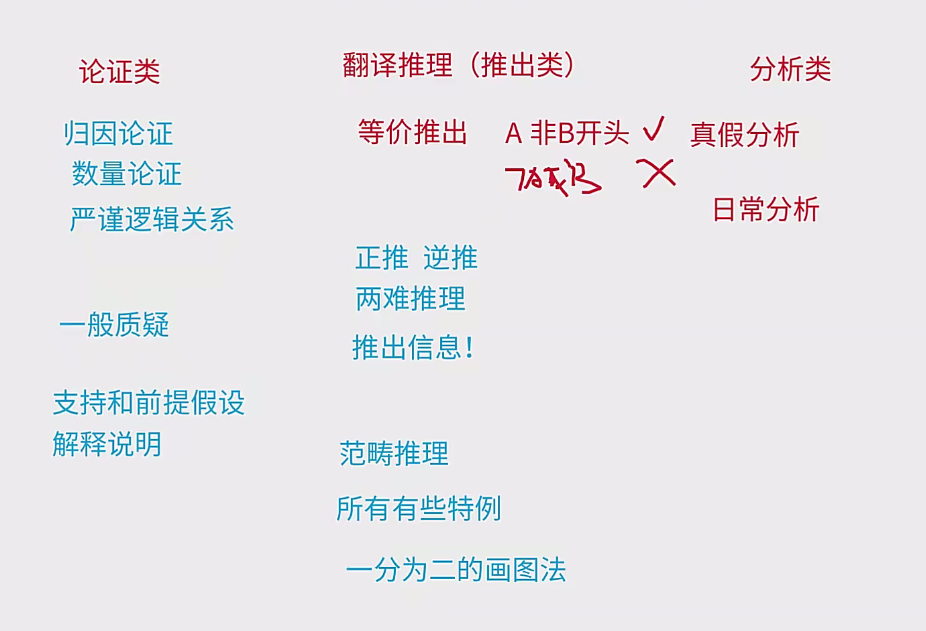 论证类
归因论证
数量论证
严谨逻辑关系
一般质疑
支持和前提假设
解释说明
翻译推理（推出类）
等价推出 A 非B开头 ✓
✗
正推 逆推
两难推理
推出信息！
范畴推理
所有有些特例
一分为二的画图法
分析类
真假分析
日常分析